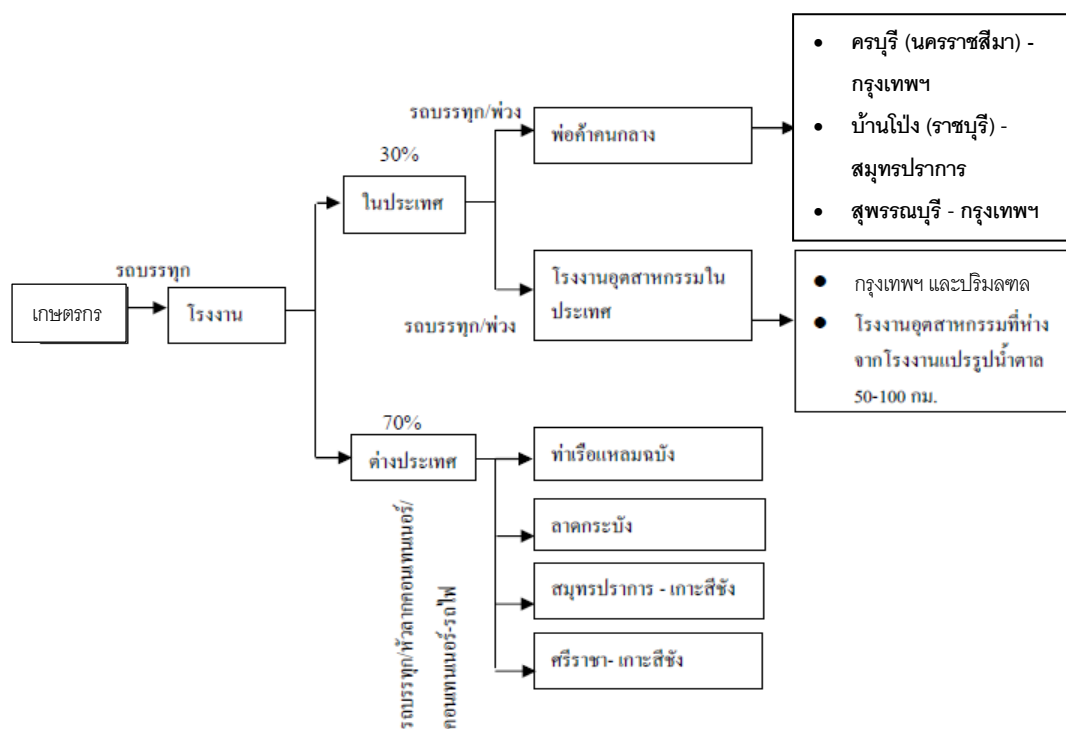 เกษตรกร
รถบรรทุก
โรงงาน
30%
ในประเทศ
รถบรรทุก/พ่วง
พ่อค้าคนกลาง
• ครบุรี (นครราชสีมา) -
กรุงเทพฯ
• บ้านโป่ง (ราชบุรี) -
สมุทรปราการ
• สุพรรณบุรี - กรุงเทพฯ
รถบรรทุก/พ่วง
โรงงานอุตสาหกรรมใน
ประเทศ
● กรุงเทพฯ และปริมลฑล
● โรงงานอุตสาหกรรมที่ห่าง
จากโรงงานแปรรูปน้ำตาล
50-100 กม.
70%
ต่างประเทศ
รถบรรทุก/หัวลากคอนเทนเนอร์/
คอนเทนเนอร์-รถไฟ
ท่าเรือแหลมฉบัง
ลาดกระบัง
สมุทรปราการ - เกาะสีชัง
ศรีราชา- เกาะสีชัง